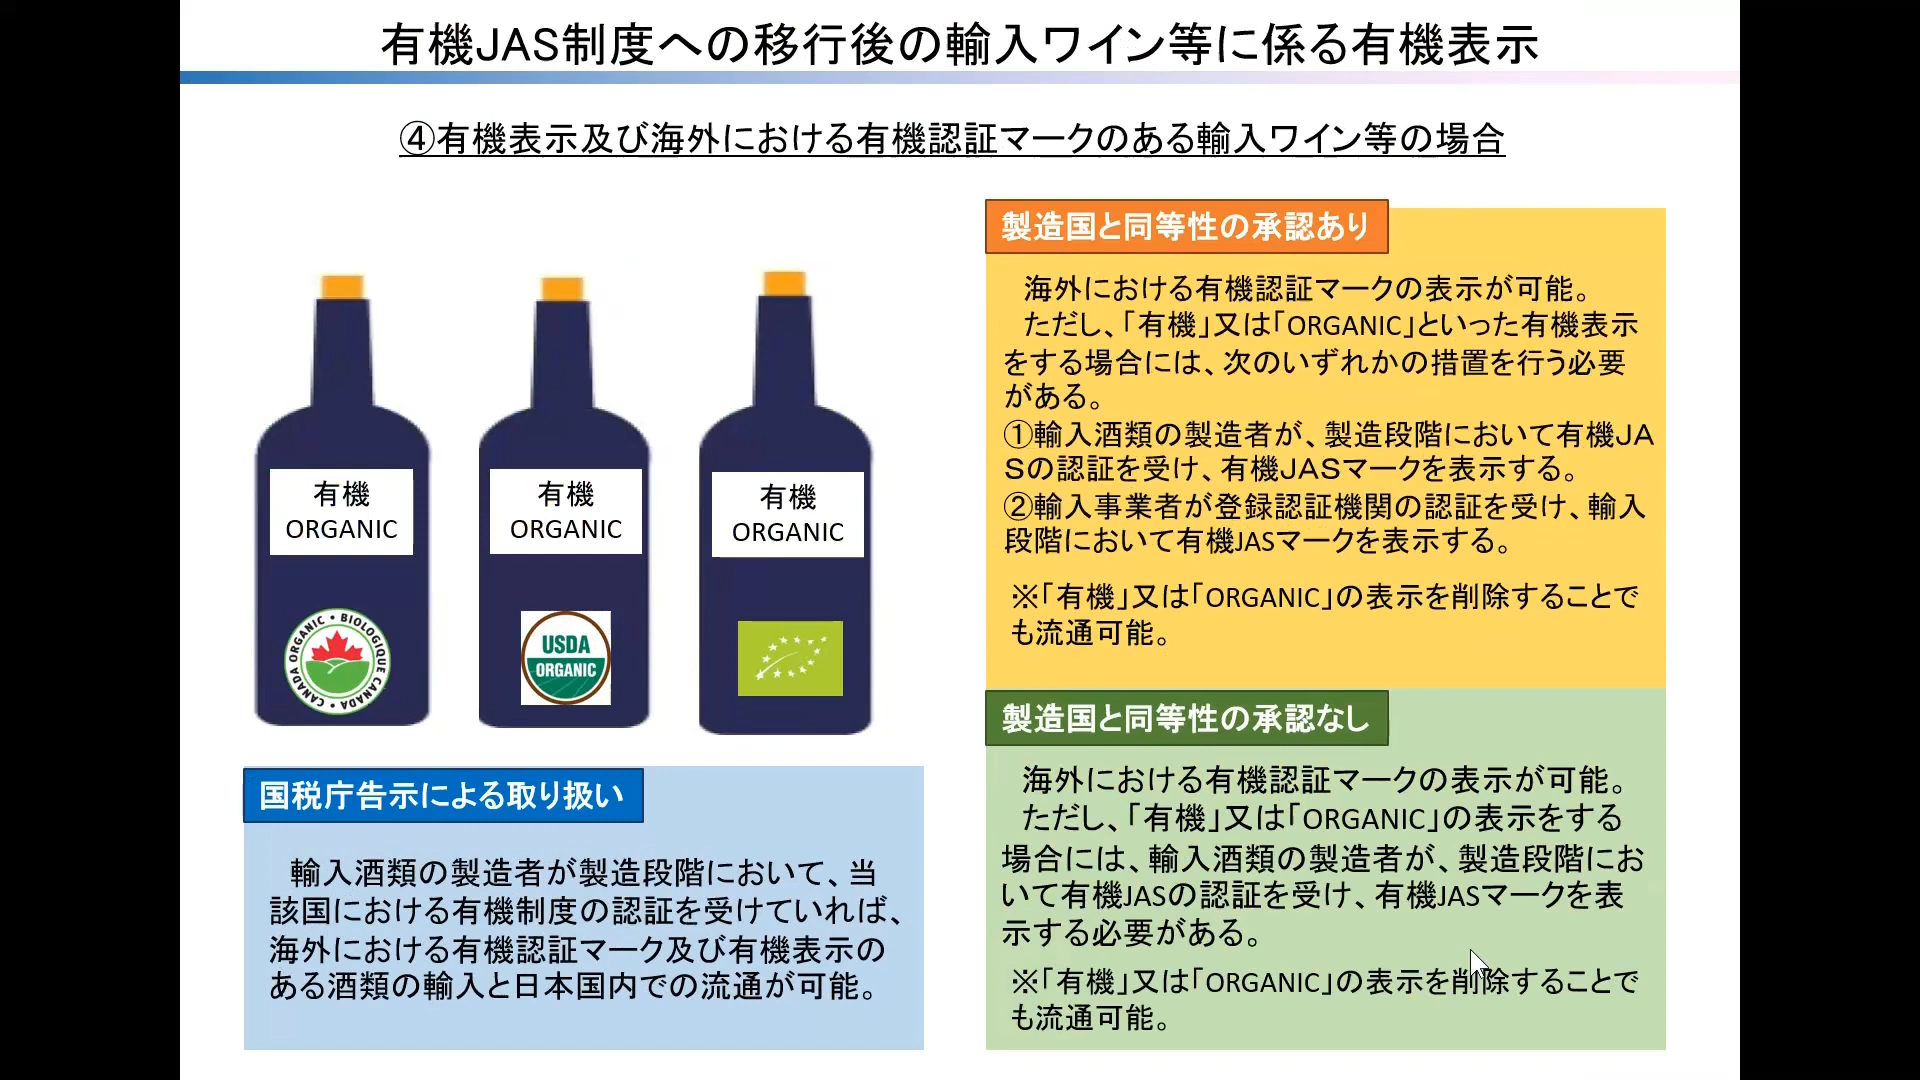 有機JAS制度への移行後の輸入ワイン等に係る有機表示
④有機表示及び海外における有機認証マークのある輸入ワイン等の場合
有機
ORGANIC
CANADA ORGANIC • BIOLOGIQUE CANADA •
有機
ORGANIC
USDA
ORGANIC
有機
ORGANIC
国税庁告示による取り扱い
輸入酒類の製造者が製造段階において、当
該国における有機制度の認証を受けていれば、
海外における有機認証マーク及び有機表示の
ある酒類の輸入と日本国内での流通が可能。
製造国と同等性の承認あり
海外における有機認証マークの表示が可能。
ただし、「有機」又は「ORGANIC」といった有機表示
をする場合には、次のいずれかの措置を行う必要
がある。
①輸入酒類の製造者が、製造段階において有機JA
Sの認証を受け、有機JASマークを表示する。
②輸入事業者が登録認証機関の認証を受け、輸入
段階において有機JASマークを表示する。
※「有機」又は「ORGANIC」の表示を削除することで
も流通可能。
製造国と同等性の承認なし
海外における有機認証マークの表示が可能。
ただし、「有機」又は「ORGANIC」の表示をする
場合には、輸入酒類の製造者が、製造段階にお
いて有機JASの認証を受け、有機JASマークを表
示する必要がある。
※「有機」又は「ORGANIC」の表示を削除することで
も流通可能。